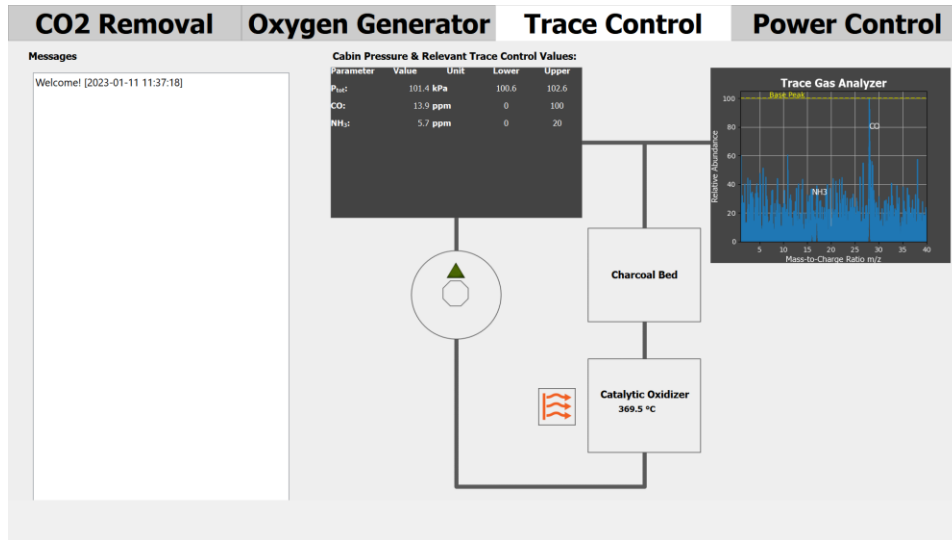 CO2 Removal Oxygen Generator Trace Control Power Control
Messages
Welcome! [2023-01-11 11:37:18]
Cabin Pressure & Relevant Trace Control Values:
Parameter Value Unit Lower Upper
Ptot: 101.4 kPa 100.6 102.6
CO: 13.9 ppm 0 100
NH₃: 5.7 ppm 0 20
Trace Gas Analyzer
Base Peak
100
80
60
40
20
0
CO
NH3
Relative Abundance
5 10 15 20 25 30 35 40
Mass-to-Charge Ratio m/z
Charcoal Bed
Catalytic Oxidizer
369.5 ºC